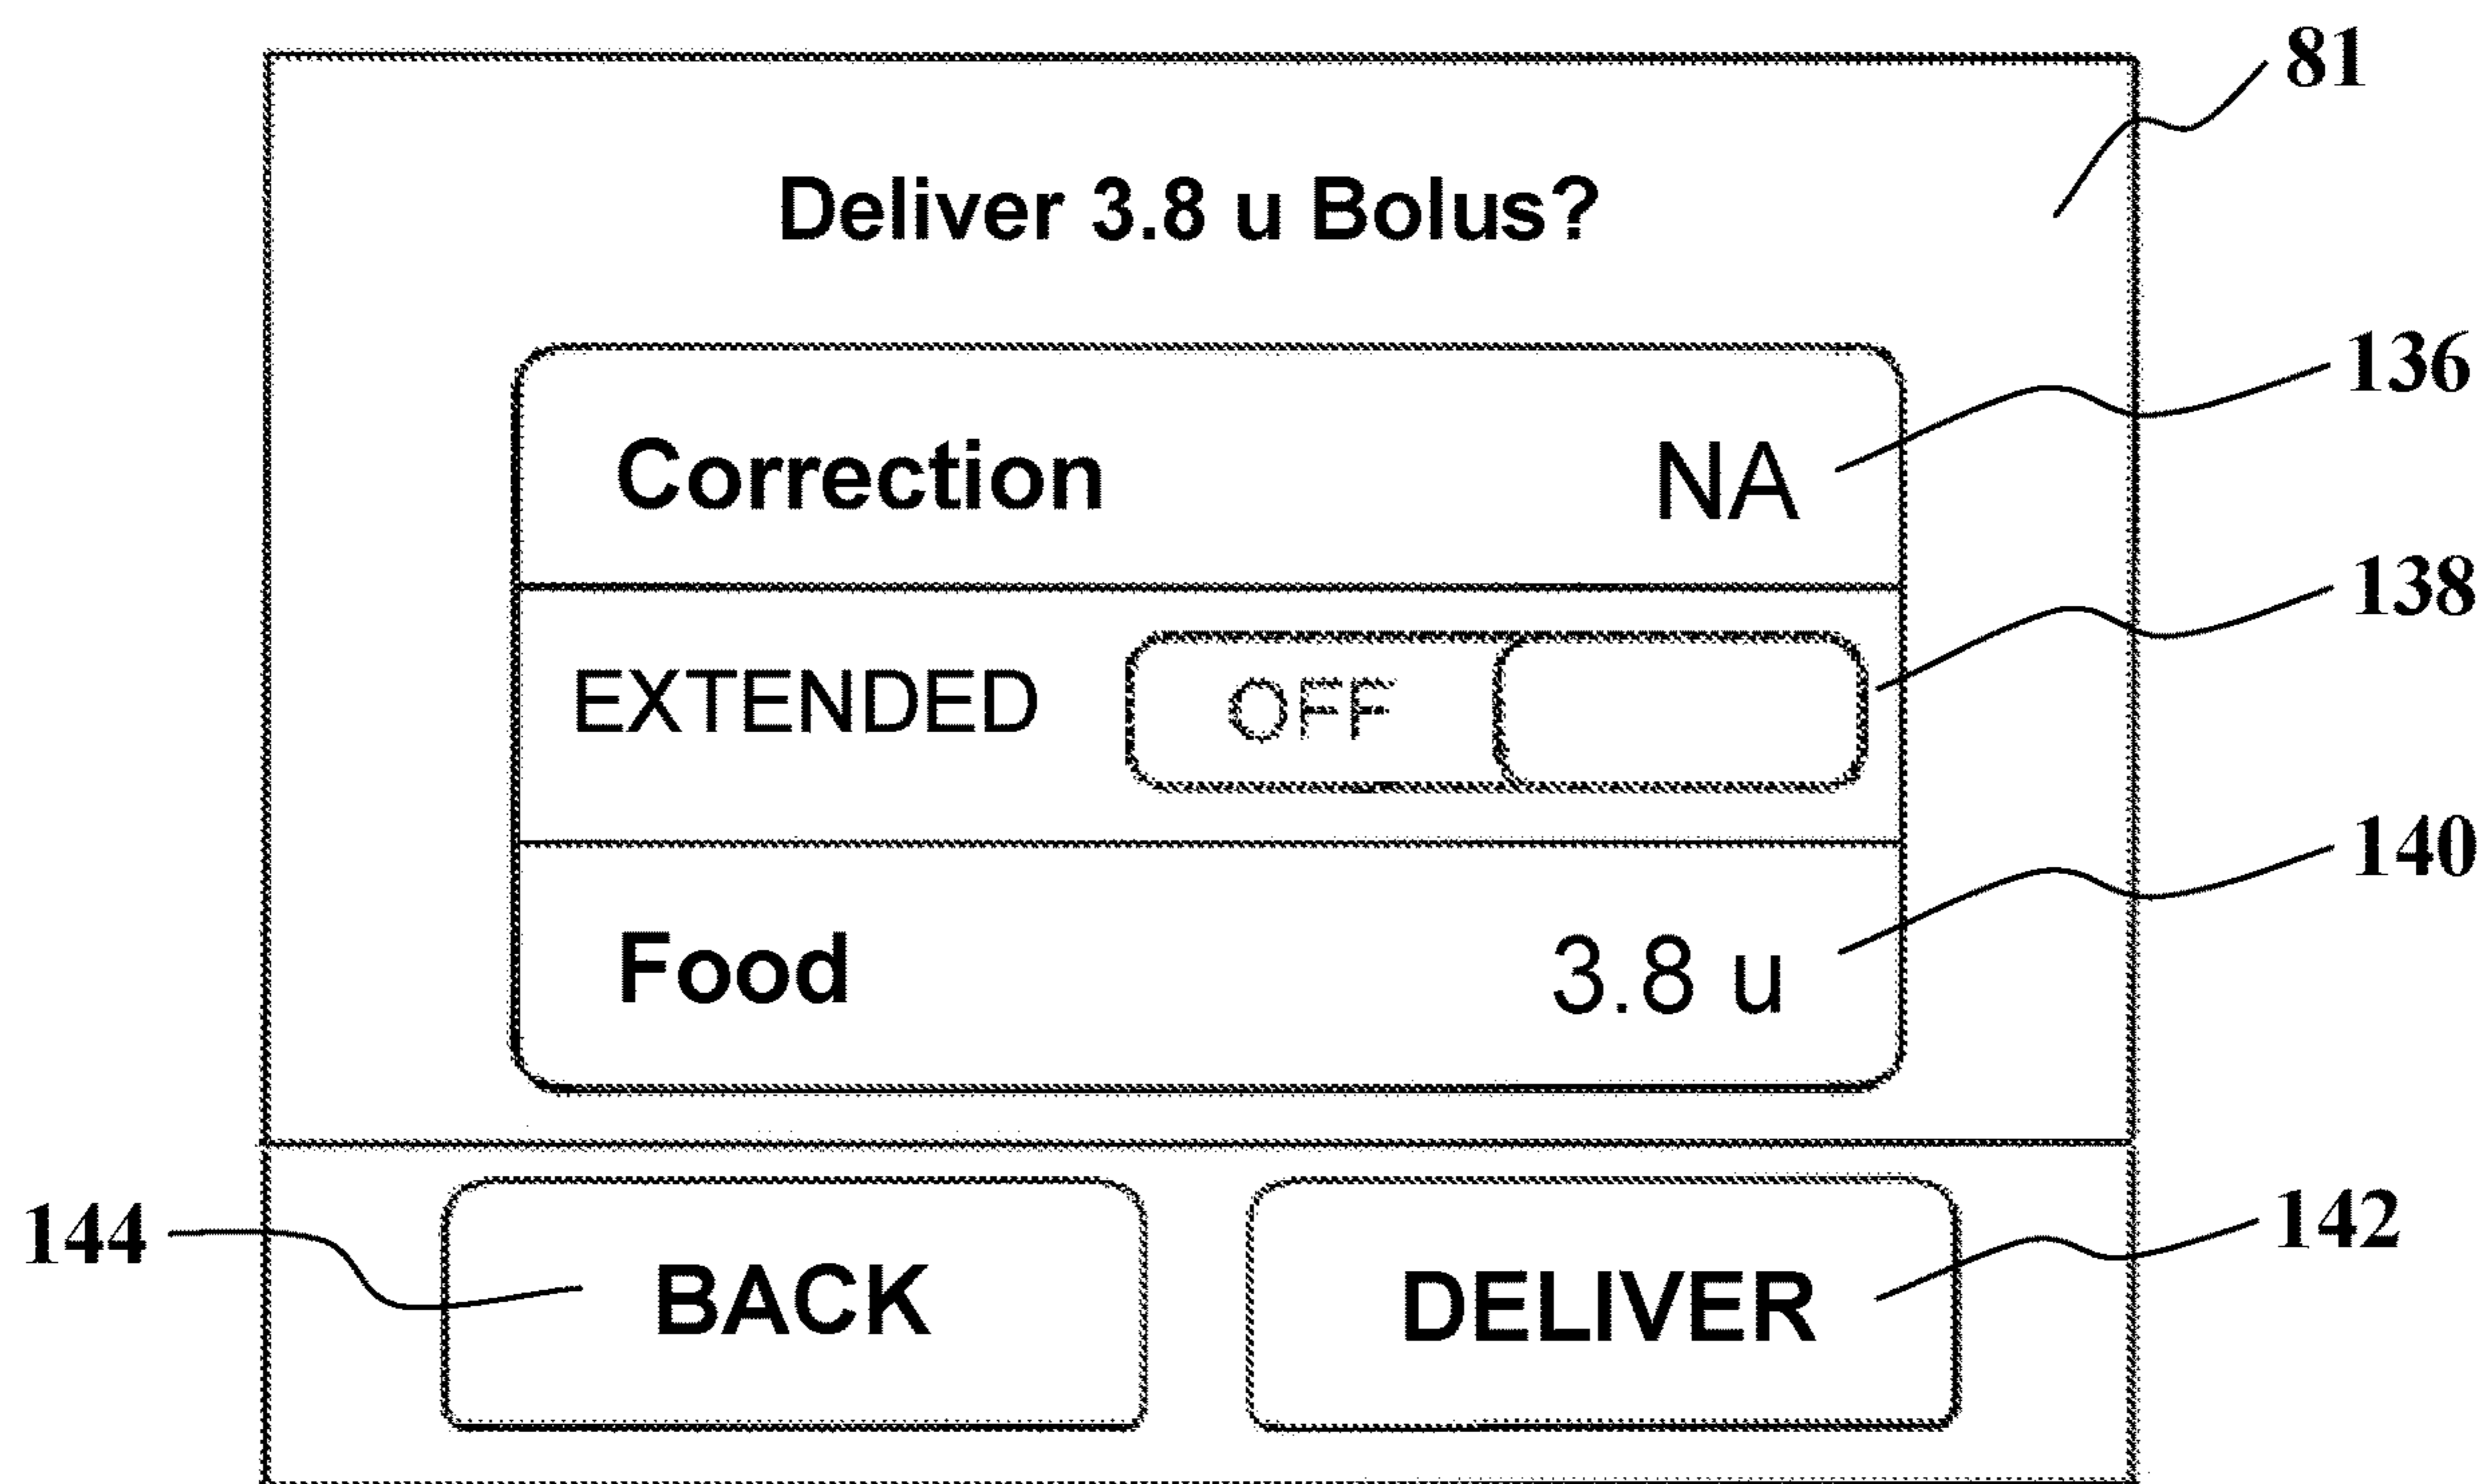 81
Deliver 3.8 u Bolus?
Correction NA 136
EXTENDED OFF 138
Food 3.8 u 140
144 BACK DELIVER 142